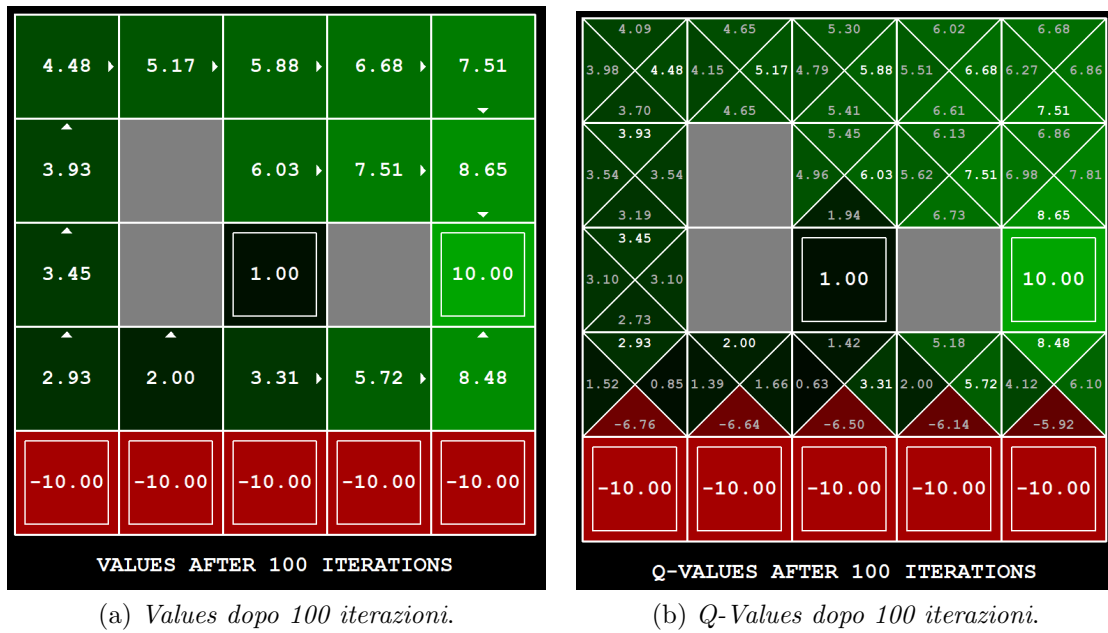 4.48 5.17 5.88 6.68 7.51
3.93 6.03 7.51 8.65
3.45 1.00 10.00
2.93 2.00 3.31 5.72 8.48
-10.00 -10.00 -10.00 -10.00 -10.00
VALUES AFTER 100 ITERATIONS
(a) Values dopo 100 iterazioni.
4.09 4.65 5.30 6.02 6.68
3.98 4.48 4.15 5.17 4.79 5.88 5.51 6.68 6.27 6.86
3.70 4.65 5.41 6.61 7.51
3.93 5.45 6.13 6.86
3.54 3.54 4.96 6.03 5.62 7.51 6.98 7.81
3.19 1.94 6.73 8.65
3.45
3.10 3.10 1.00 10.00
2.73
2.93 2.00 1.42 5.18 8.48
1.52 0.85 1.39 1.66 0.63 3.31 2.00 5.72 4.12 6.10
-6.76 -6.64 -6.50 -6.14 -5.92
-10.00 -10.00 -10.00 -10.00 -10.00
Q-VALUES AFTER 100 ITERATIONS
(b) Q-Values dopo 100 iterazioni.